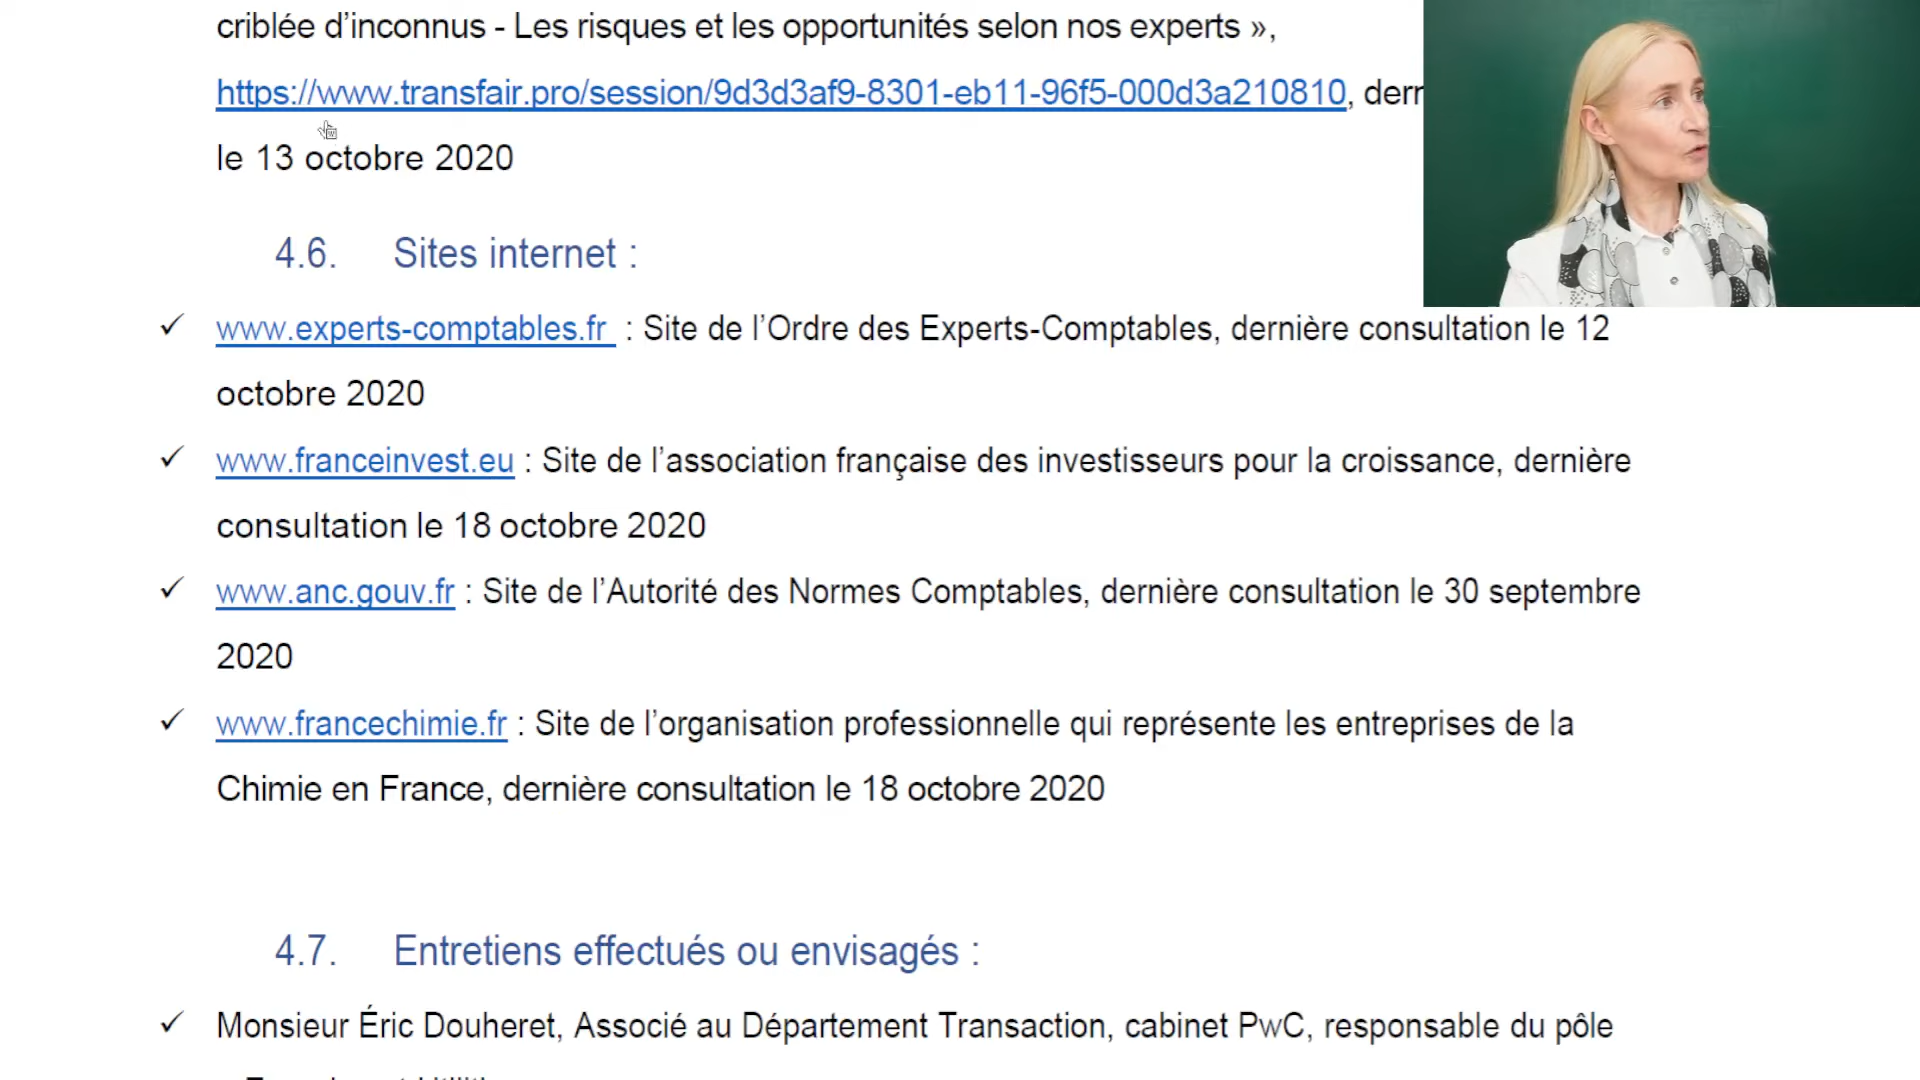 criblée d’inconnus - Les risques et les opportunités selon nos experts »,
https://www.transfair.pro/session/9d3d3af9-8301-eb11-96f5-000d3a210810, derr
le 13 octobre 2020
4.6. Sites internet :
✓ www.experts-comptables.fr : Site de l’Ordre des Experts-Comptables, dernière consultation le 12
octobre 2020
✓ www.franceinvest.eu : Site de l’association française des investisseurs pour la croissance, dernière
consultation le 18 octobre 2020
✓ www.anc.gouv.fr : Site de l’Autorité des Normes Comptables, dernière consultation le 30 septembre
2020
✓ www.francechimie.fr : Site de l’organisation professionnelle qui représente les entreprises de la
Chimie en France, dernière consultation le 18 octobre 2020
4.7. Entretiens effectués ou envisagés :
✓ Monsieur Éric Douheret, Associé au Département Transaction, cabinet PwC, responsable du pôle